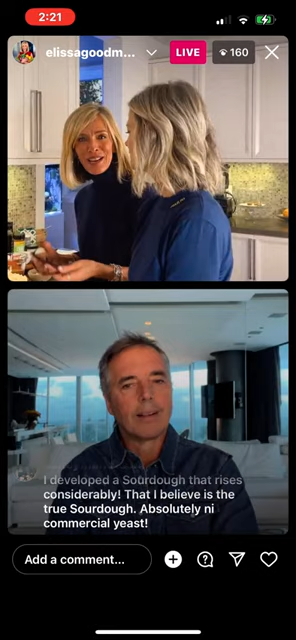 2:21
elissagoodm...
LIVE
160
I developed a Sourdough that rises
considerably! That I believe is the
true Sourdough. Absolutely ni
commercial yeast!
Add a comment...